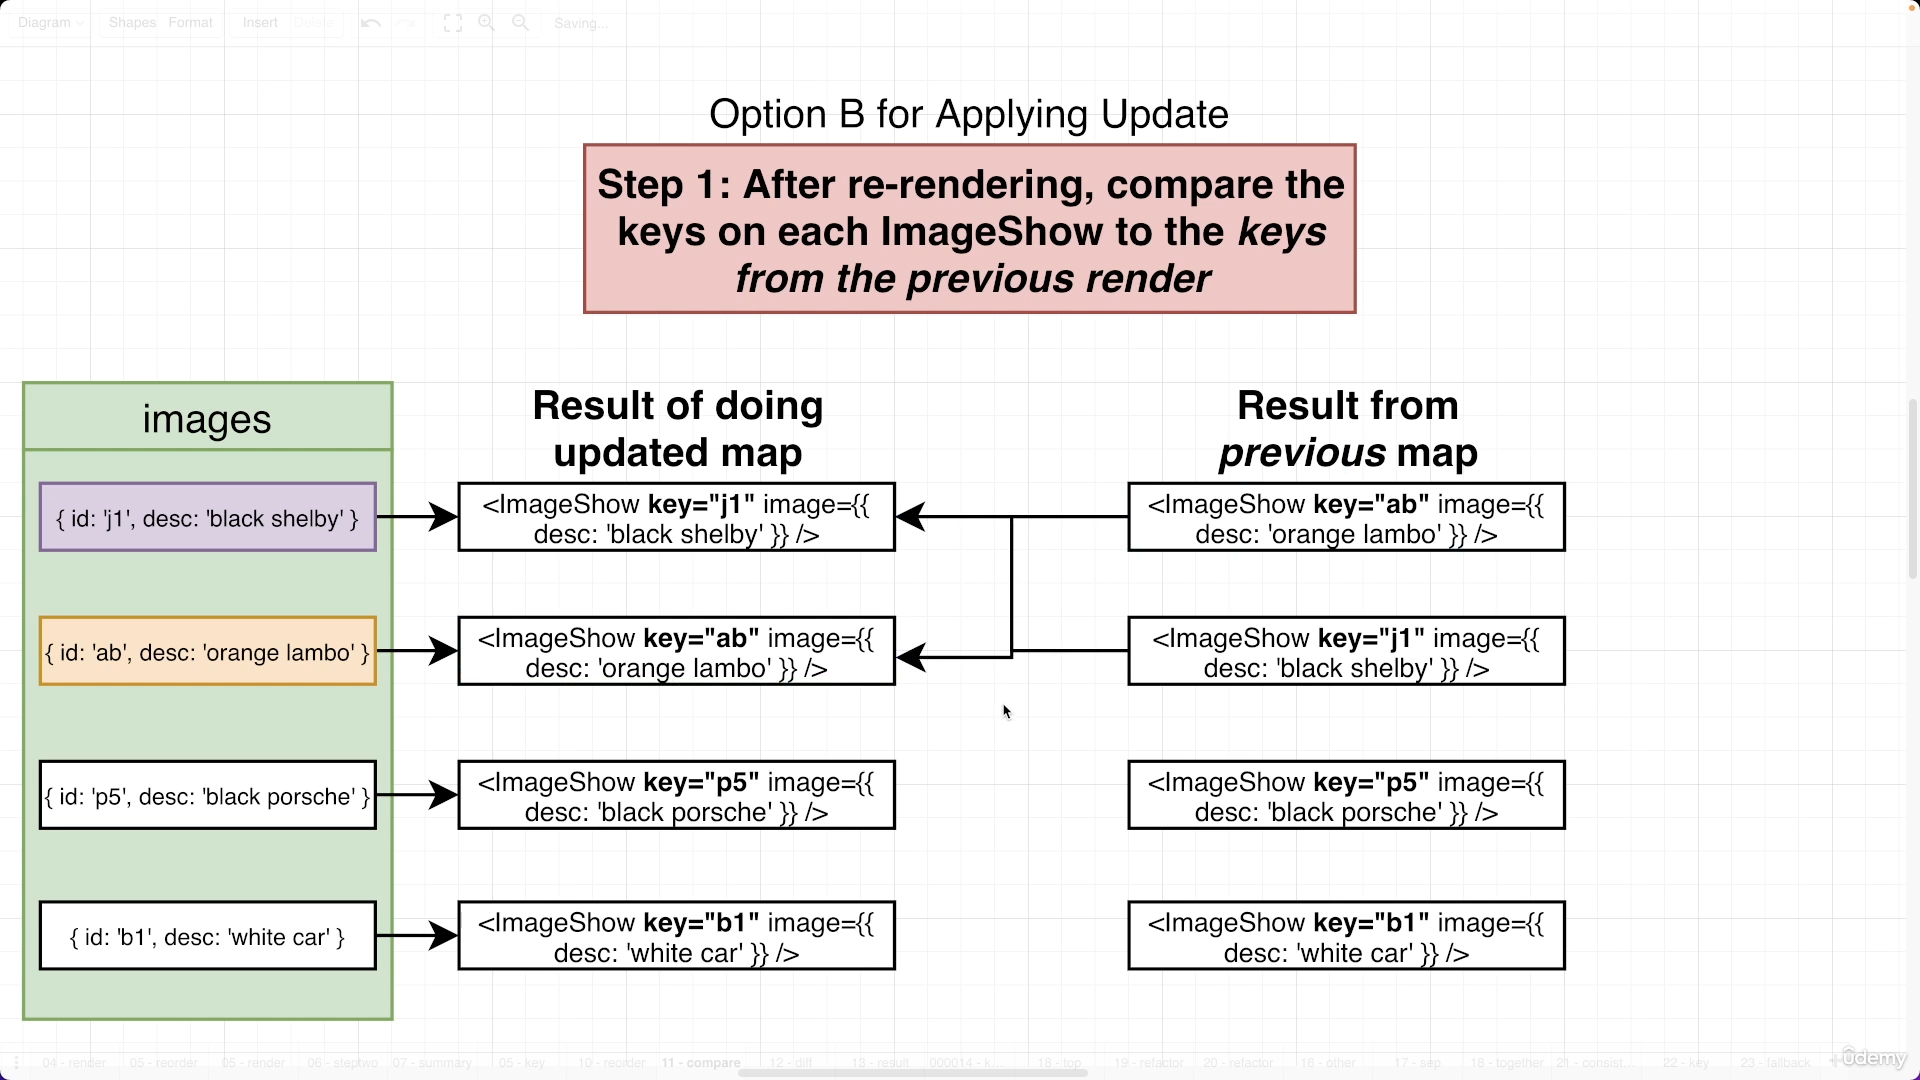 Diagram
Shapes
Format
Insert
Delete
Saving...
Option B for Applying Update
Step 1: After re-rendering, compare the
keys on each ImageShow to the keys
from the previous render
images
{ id: 'j1', desc: 'black shelby' }
{ id: 'ab', desc: 'orange lambo' }
{ id: 'p5', desc: 'black porsche' }
{ id: 'b1', desc: 'white car' }
Result of doing
updated map
<ImageShow key="j1" image={{
desc: 'black shelby' }} />
<ImageShow key="ab" image={{
desc: 'orange lambo' }} />
<ImageShow key="p5" image={{
desc: 'black porsche' }} />
<ImageShow key="b1" image={{
desc: 'white car' }} />
Result from
previous map
<ImageShow key="ab" image={{
desc: 'orange lambo' }} />
<ImageShow key="j1" image={{
desc: 'black shelby' }} />
<ImageShow key="p5" image={{
desc: 'black porsche' }} />
<ImageShow key="b1" image={{
desc: 'white car' }} />
04 - render
05 - reorder
05 - render
06 - steptwo
07 - summary
05 - key
10 - reorder
11 - compare
12 - diff
13 - result
000014 - k...
18 - top
19 - refactor
20 - refactor
16 - other
17 - sep
18 - together
21 - consist...
22 - key
23 - fallback
ûdemy